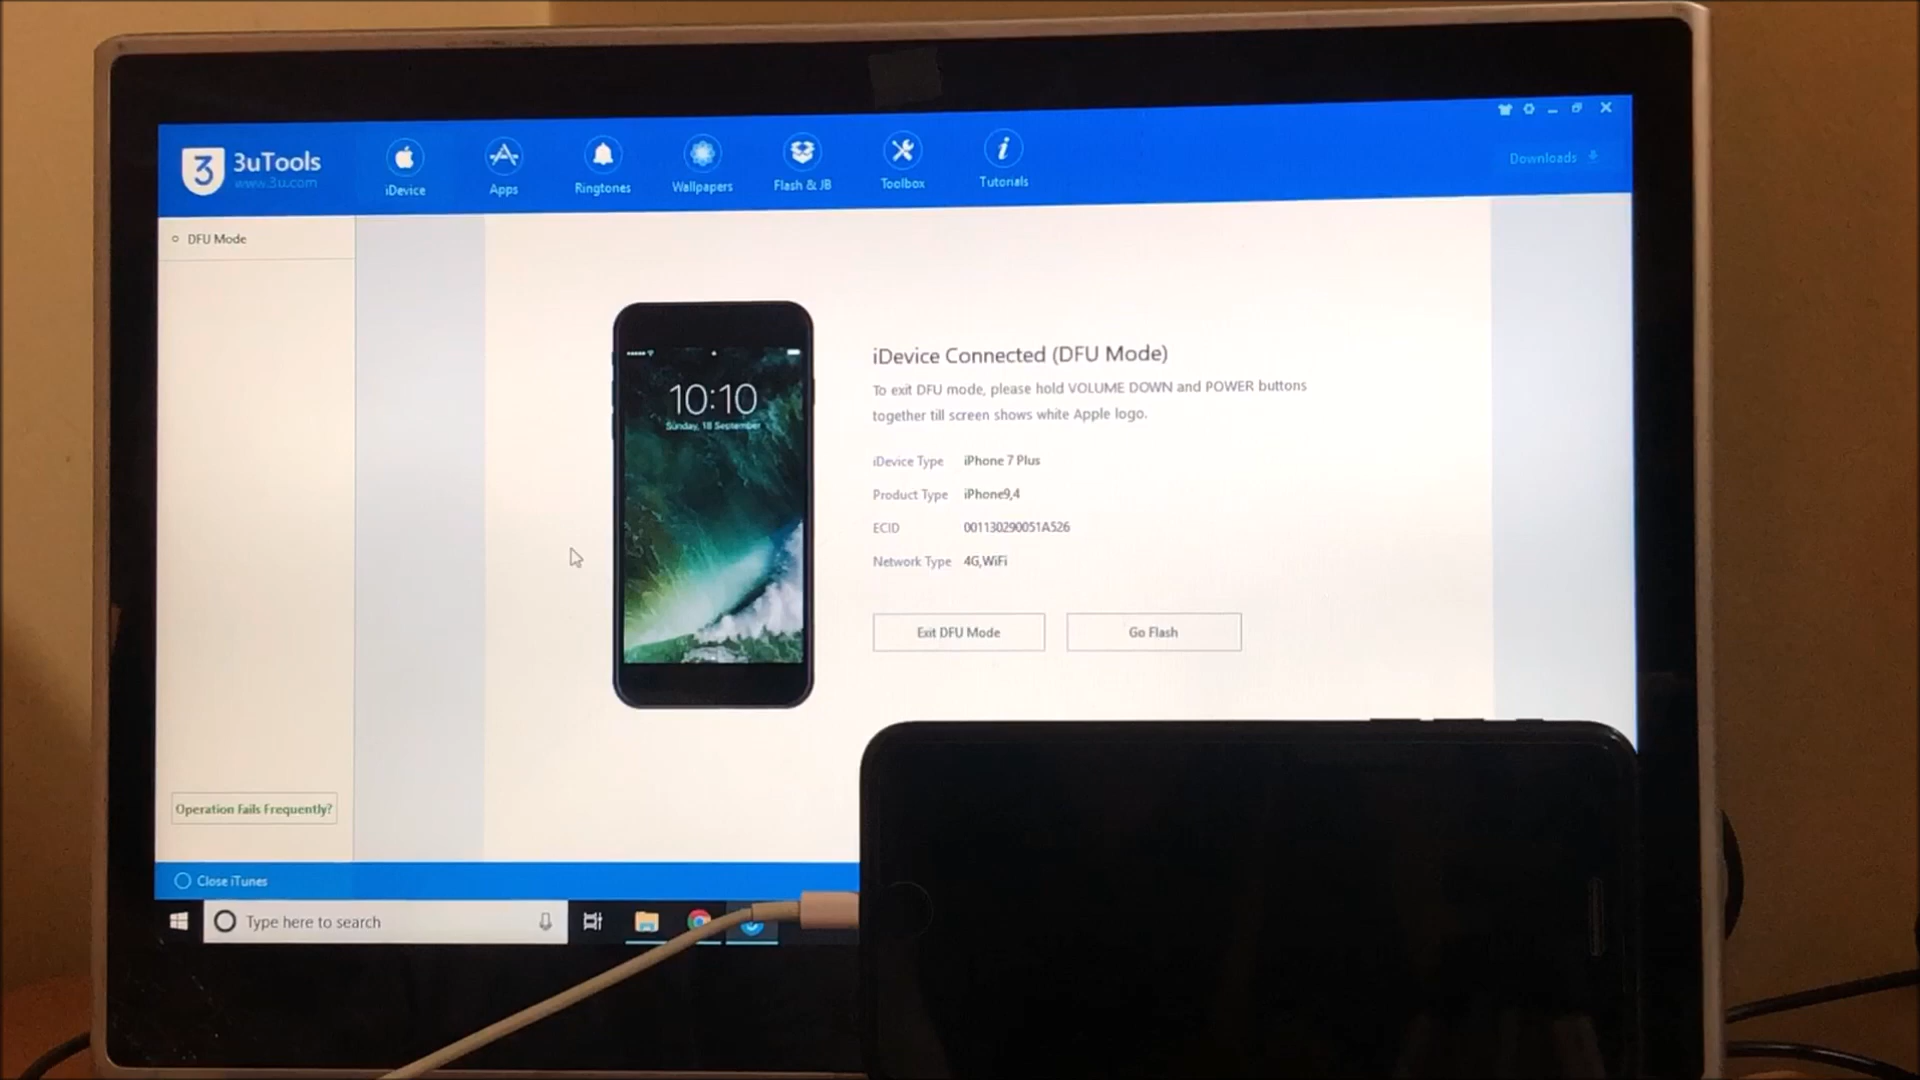 3 3uTools
www.3u.com
iDevice
Apps
Ringtones
Wallpapers
Flash & JB
Toolbox
Tutorials
Downloads
DFU Mode
10:10
Sunday, 18 September
iDevice Connected (DFU Mode)
To exit DFU mode, please hold VOLUME DOWN and POWER buttons
together till screen shows white Apple logo.
iDevice Type iPhone 7 Plus
Product Type iPhone9,4
ECID 001130290051A526
Network Type 4G,WiFi
Exit DFU Mode Go Flash
Operation Fails Frequently?
Close iTunes
Type here to search